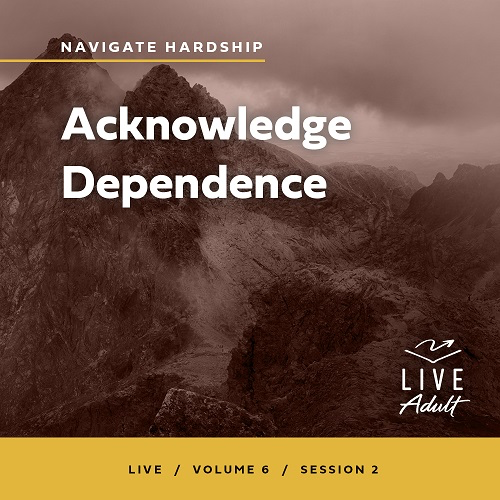 NAVIGATE HARDSHIP
Acknowledge
Dependence
LIVE
Adult
LIVE / VOLUME 6 / SESSION 2